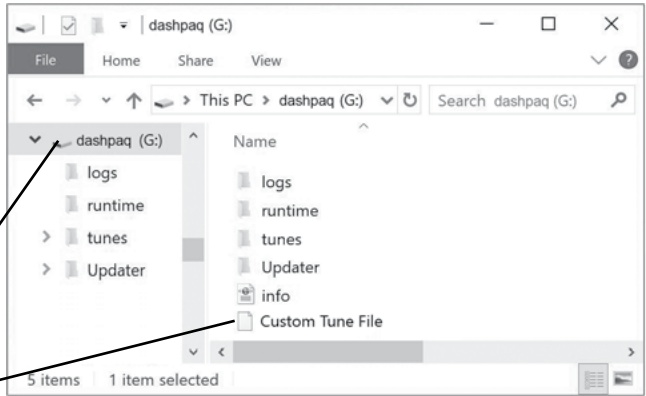 dashpaq (G:)
File Home Share View
This PC > dashpaq (G:) Search dashpaq (G:)
dashpaq (G:)
logs
runtime
tunes
Updater
Name
logs
runtime
tunes
Updater
info
Custom Tune File
5 items 1 item selected